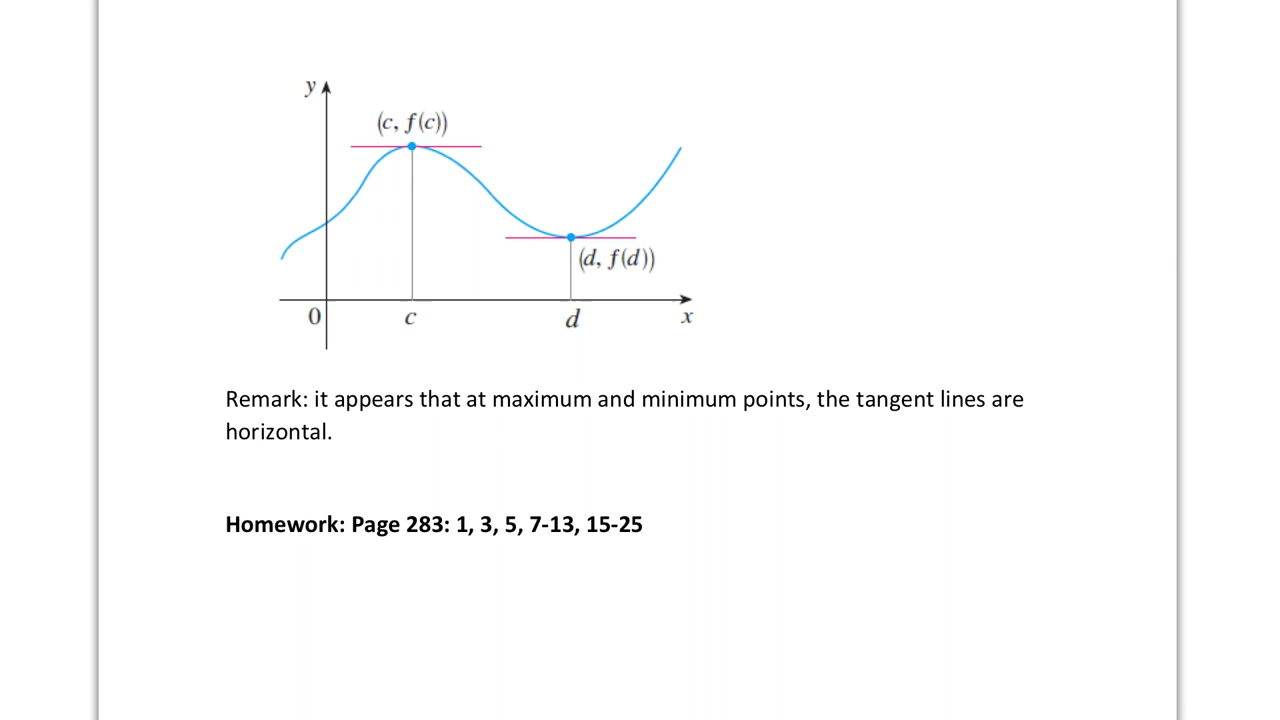 y
(c, f(c))
(d, f(d))
0
c
d
x
Remark: it appears that at maximum and minimum points, the tangent lines are
horizontal.
Homework: Page 283: 1, 3, 5, 7-13, 15-25